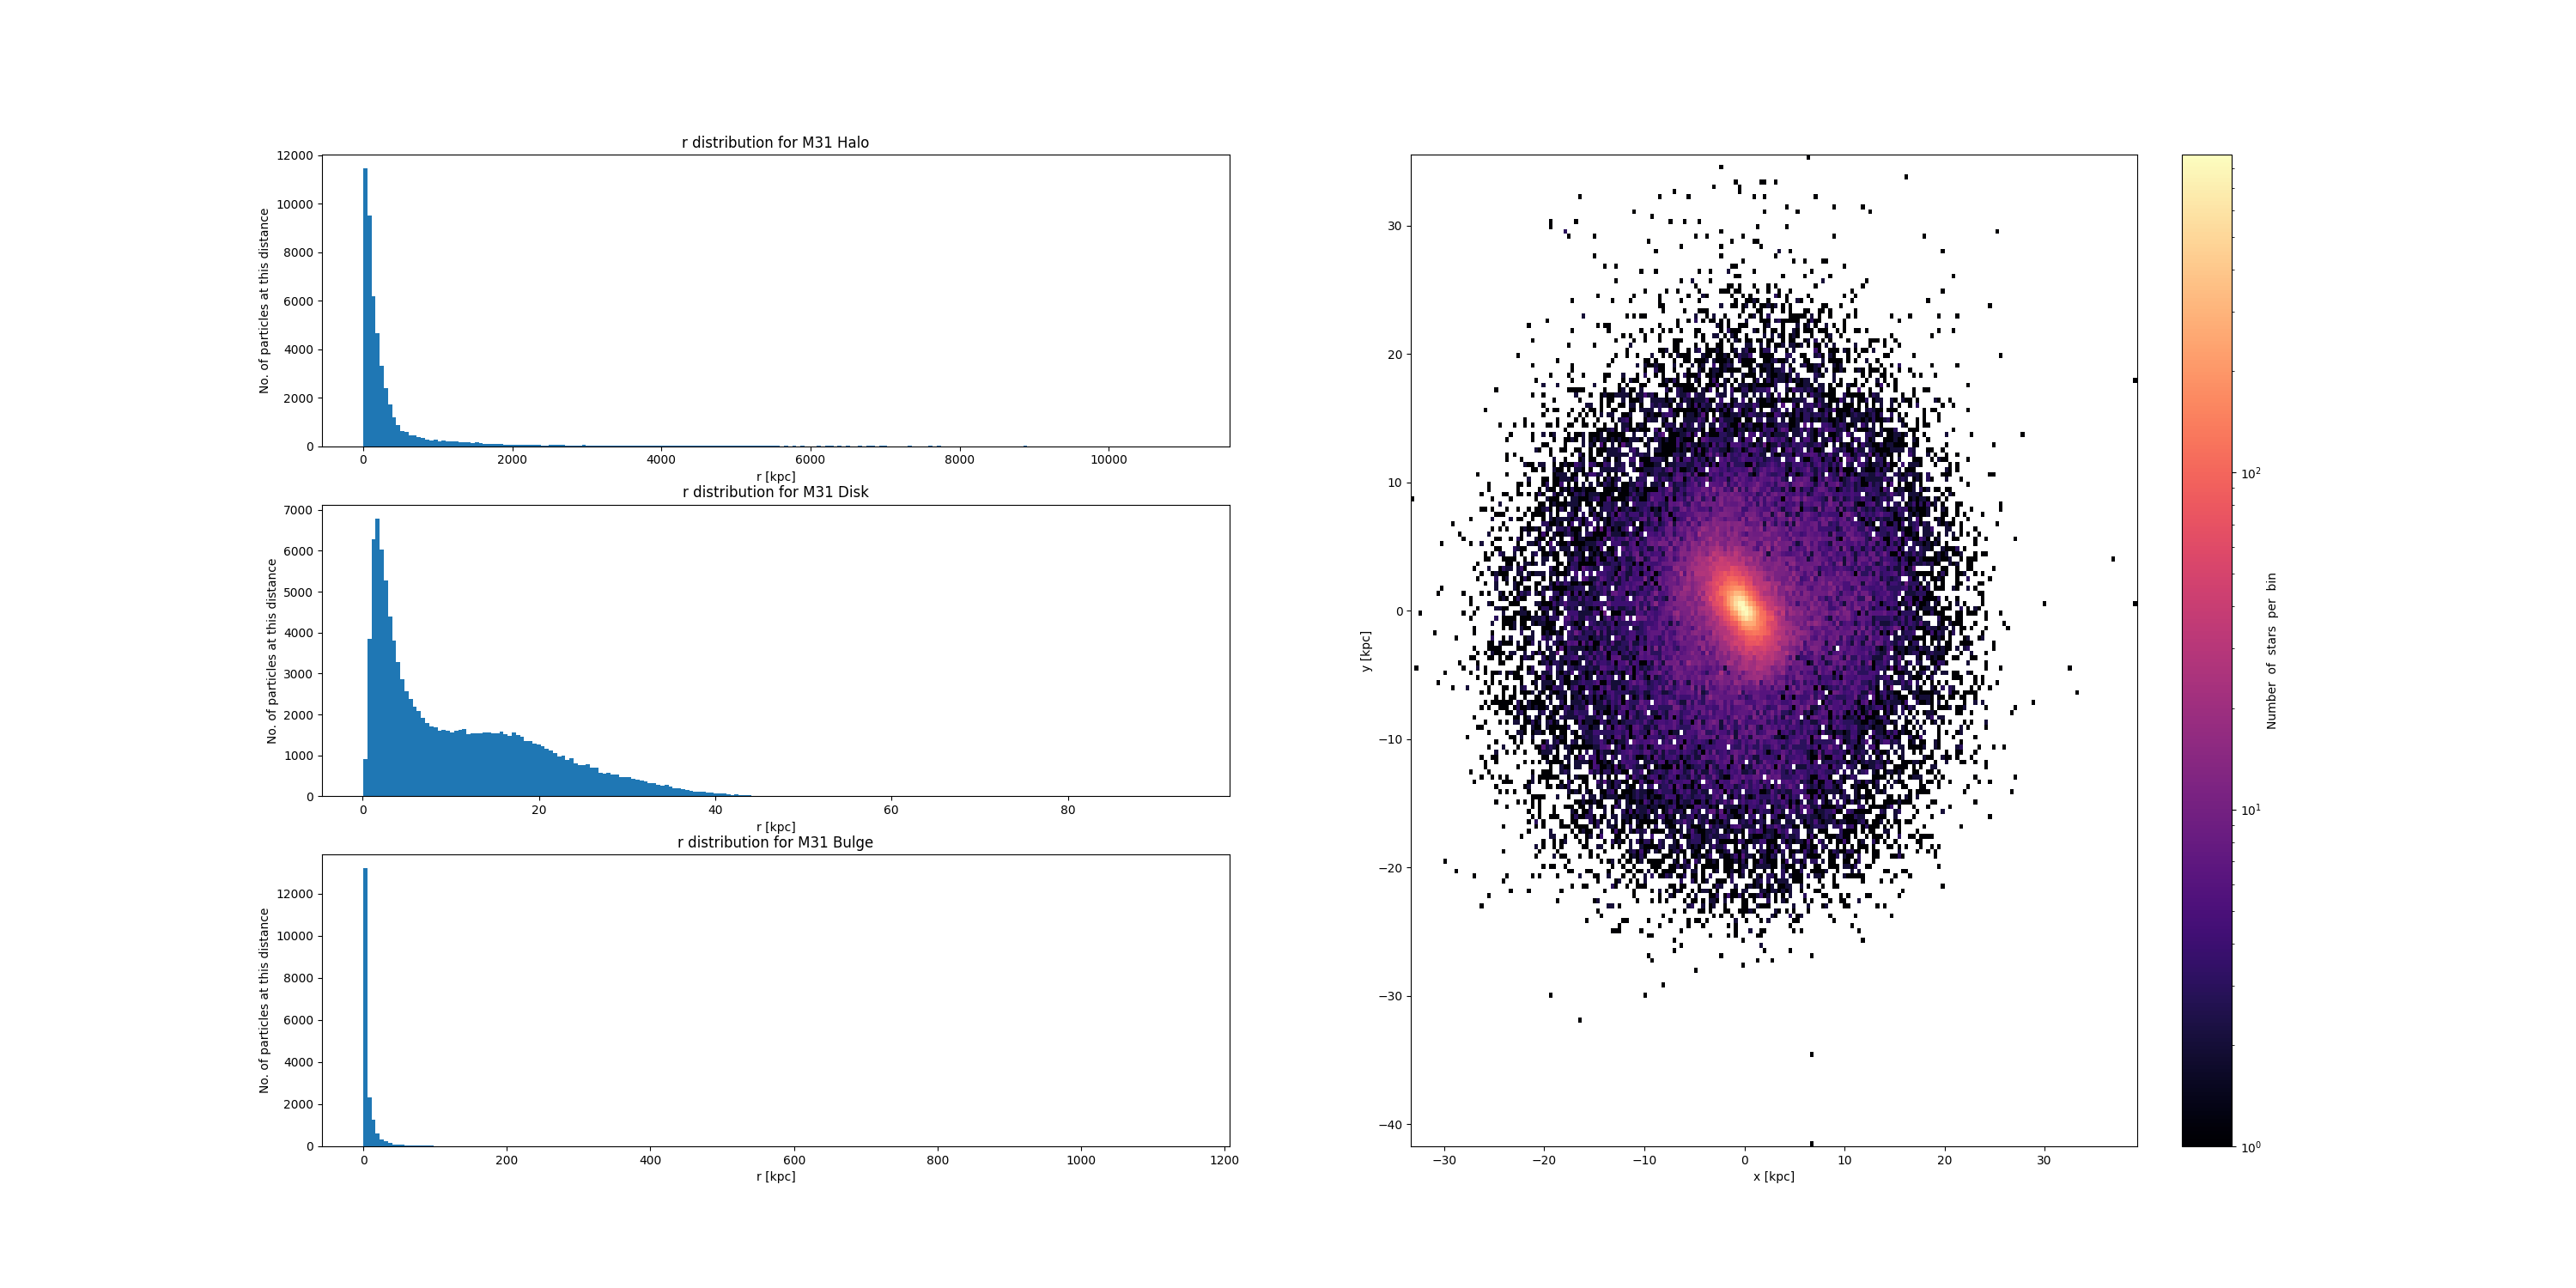 r distribution for M31 Halo
12000
10000
8000
6000
4000
2000
0
No. of particles at this distance
0 2000 4000 6000 8000 10000
r [kpc]
r distribution for M31 Disk
7000
6000
5000
4000
3000
2000
1000
0
No. of particles at this distance
0 20 40 60 80
r [kpc]
r distribution for M31 Bulge
12000
10000
8000
6000
4000
2000
0
No. of particles at this distance
0 200 400 600 800 1000 1200
r [kpc]
30
20
10
0
−10
−20
−30
−40
y [kpc]
−30 −20 −10 0 10 20 30
x [kpc]
10²
10¹
10⁰
Number of stars per bin